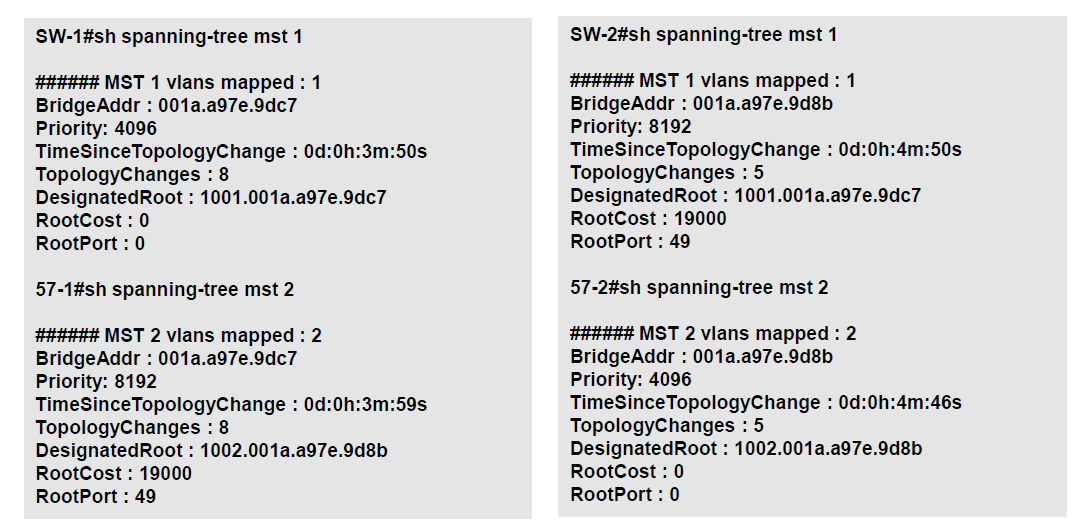 SW-1#sh spanning-tree mst 1
###### MST 1 vlans mapped : 1
BridgeAddr : 001a.a97e.9dc7
Priority: 4096
TimeSinceTopologyChange : 0d:0h:3m:50s
TopologyChanges : 8
DesignatedRoot : 1001.001a.a97e.9dc7
RootCost : 0
RootPort : 0
57-1#sh spanning-tree mst 2
###### MST 2 vlans mapped : 2
BridgeAddr : 001a.a97e.9dc7
Priority: 8192
TimeSinceTopologyChange : 0d:0h:3m:59s
TopologyChanges : 8
DesignatedRoot : 1002.001a.a97e.9d8b
RootCost : 19000
RootPort : 49
SW-2#sh spanning-tree mst 1
###### MST 1 vlans mapped : 1
BridgeAddr : 001a.a97e.9d8b
Priority: 8192
TimeSinceTopologyChange : 0d:0h:4m:50s
TopologyChanges : 5
DesignatedRoot : 1001.001a.a97e.9dc7
RootCost : 19000
RootPort : 49
57-2#sh spanning-tree mst 2
###### MST 2 vlans mapped : 2
BridgeAddr : 001a.a97e.9d8b
Priority: 4096
TimeSinceTopologyChange : 0d:0h:4m:46s
TopologyChanges : 5
DesignatedRoot : 1002.001a.a97e.9d8b
RootCost : 0
RootPort : 0